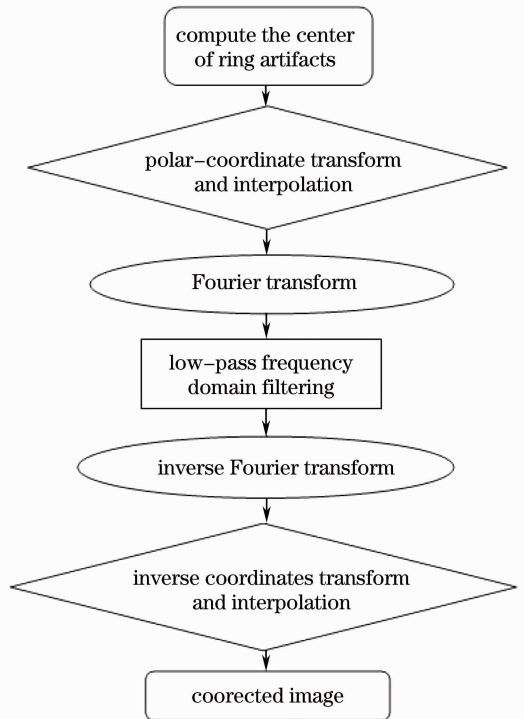 compute the center
of ring artifacts
polar-coordinate transform
and interpolation
Fourier transform
low-pass frequency
domain filtering
inverse Fourier transform
inverse coordinates transform
and interpolation
coorected image